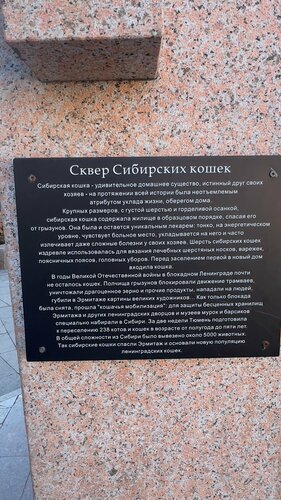 Сквер Сибирских кошек
Сибирская кошка - удивительное домашнее существо, истинный друг своих
хозяев - на протяжении всей истории была неотъемлемым
атрибутом уклада жизни, оберегом дома.
Крупных размеров, с густой шерстью и горделивой осанкой,
сибирская кошка содержала жилище в образцовом порядке, спасая его
от грызунов. Она была и остается уникальным лекарем: тонко, на энергетическом
уровне, чувствует больное место, укладывается на него и часто
излечивает даже сложные болезни у своих хозяев. Шерсть сибирских кошек
издревле использовалась для вязания лечебных шерстяных носков, варежек,
поясничных поясов, головных уборов. Перед заселением первой в новый дом
входила кошка.
В годы Великой Отечественной войны в блокадном Ленинграде почти
не осталось кошек. Полчища грызунов блокировали движение трамваев,
уничтожали драгоценное зерно и прочие продукты, нападали на людей,
губили в Эрмитаже картины великих художников... Как только блокада
была снята, прошла "кошачья мобилизация": для защиты бесценных хранилищ
Эрмитажа и других ленинградских дворцов и музеев мурок и барсиков
специально набирали в Сибири. За две недели Тюмень подготовила
к переселению 238 котов и кошек в возрасте от полугода до пяти лет.
В общей сложности из Сибири было вывезено около 5000 животных.
Так сибирские кошки спасли Эрмитаж и основали новую популяцию
ленинградских кошек.